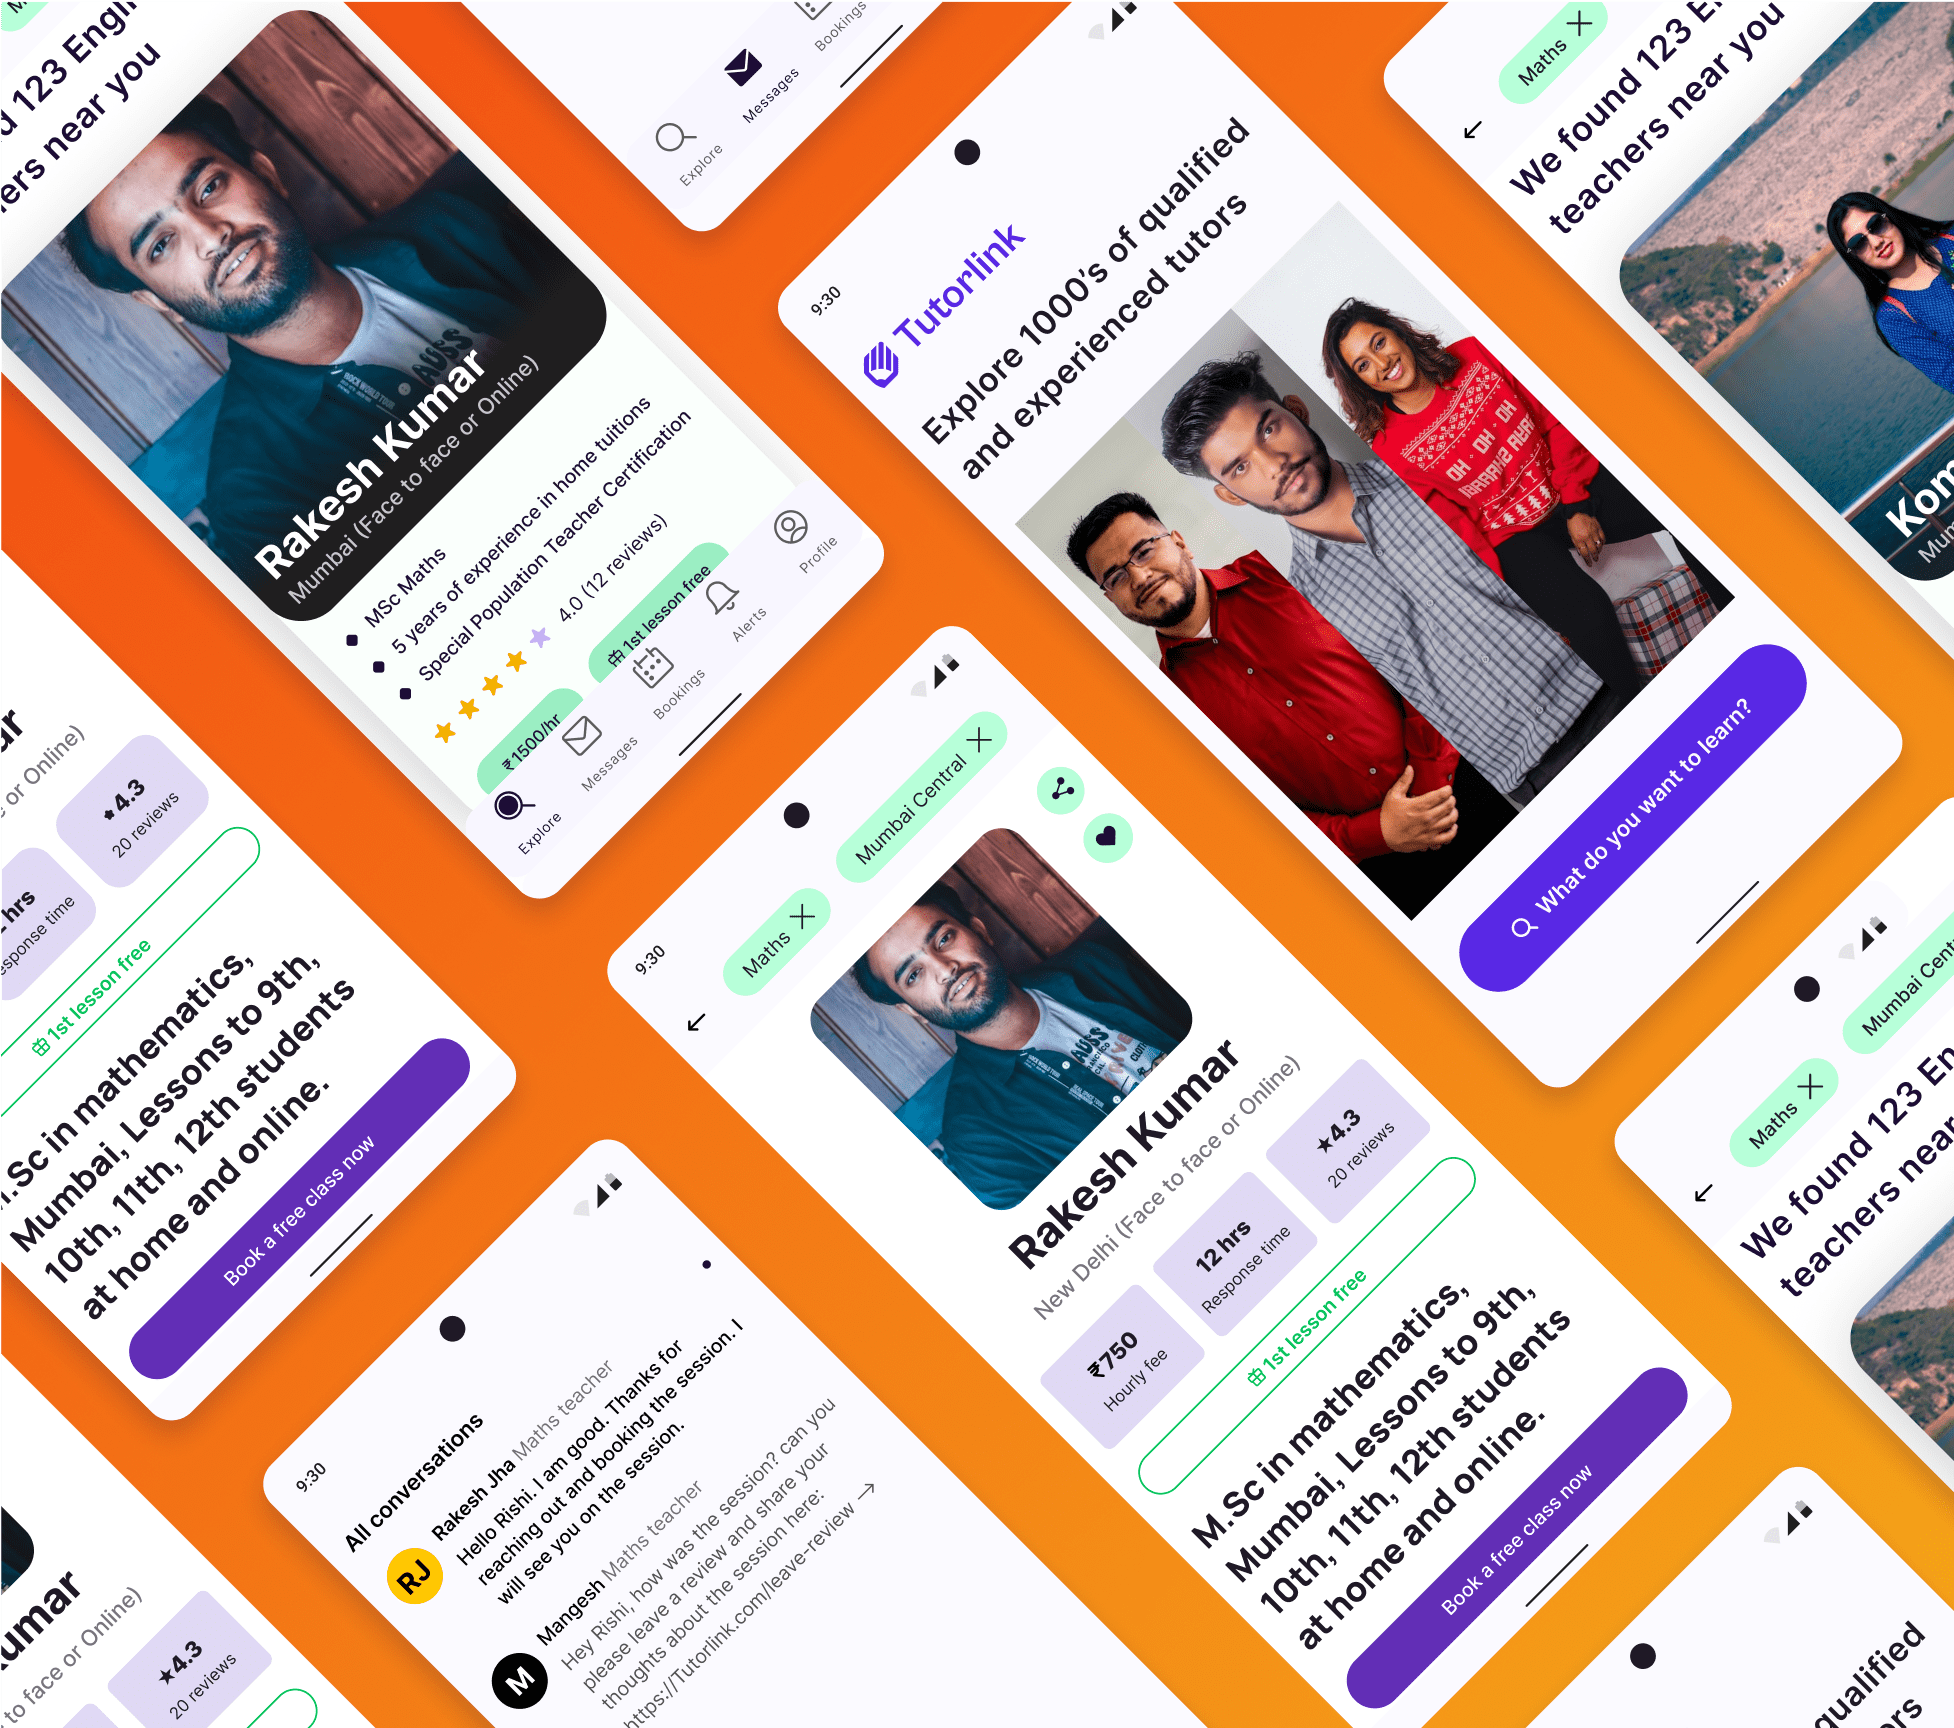 d 123 Engi
ers near you
Rakesh Kumar
Mumbai (Face to face or Online)
MSc Maths
5 years of experience in home tuitions
Special Population Teacher Certification
4.0 (12 reviews)
₹1500/hr
1st lesson free
Explore
Messages
Bookings
Alerts
Profile
Explore
Messages
Bookings
9:30
Tutorlink
Explore 1000's of qualified
and experienced tutors
What do you want to learn?
Maths
We found 123 E
teachers near you
Kom
Mum
ar
e or Online)
4.3
20 reviews
hrs
esponse time
1st lesson free
.Sc in mathematics,
Mumbai, Lessons to 9th,
10th, 11th, 12th students
at home and online.
Book a free class now
9:30
Maths
Mumbai Central
Rakesh Kumar
New Delhi (Face to face or Online)
₹750
Hourly fee
12 hrs
Response time
★4.3
20 reviews
1st lesson free
M.Sc in mathematics,
Mumbai, Lessons to 9th,
10th, 11th, 12th students
at home and online.
Book a free class now
Maths
Mumbai Cent
We found 123 En
teachers near
9:30
All conversations
RJ
Rakesh Jha Maths teacher
Hello Rishi. I am good. Thanks for
reaching out and booking the session. I
will see you on the session.
M
Mangesh Maths teacher
Hey Rishi, how was the session? can you
please leave a review and share your
thoughts about the session here:
https://Tutorlink.com/leave-review →
umar
to face or Online)
★4.3
20 reviews
qualified
ors